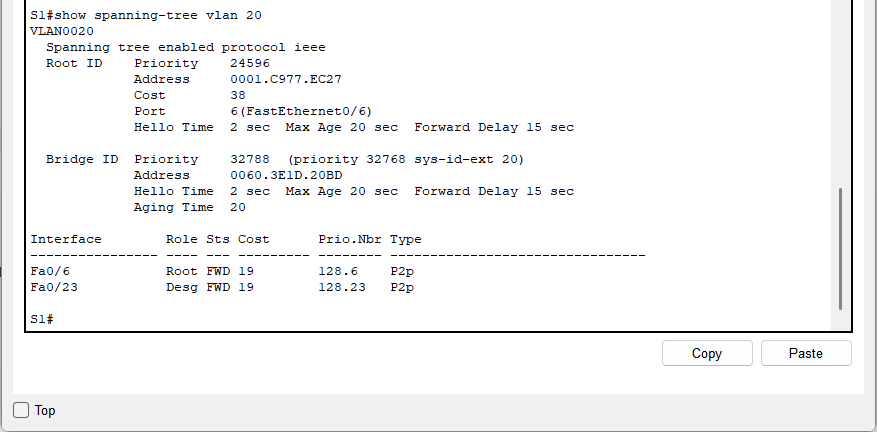 S1#show spanning-tree vlan 20
VLAN0020
  Spanning tree enabled protocol ieee
  Root ID    Priority    24596
             Address     0001.C977.EC27
             Cost        38
             Port        6(FastEthernet0/6)
             Hello Time  2 sec  Max Age 20 sec  Forward Delay 15 sec

  Bridge ID  Priority    32788  (priority 32768 sys-id-ext 20)
             Address     0060.3E1D.20BD
             Hello Time  2 sec  Max Age 20 sec  Forward Delay 15 sec
             Aging Time  20

Interface        Role Sts Cost      Prio.Nbr Type
---------------- ---- --- --------- -------- --------------------------------
Fa0/6            Root FWD 19        128.6    P2p
Fa0/23           Desg FWD 19        128.23   P2p

S1#
Copy Paste
Top